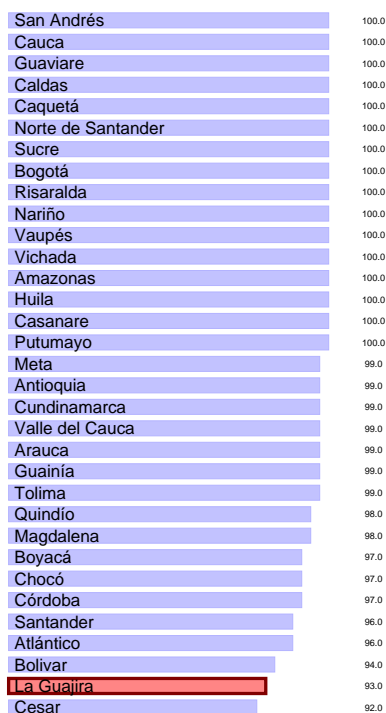 San Andrés 100.0
Cauca 100.0
Guaviare 100.0
Caldas 100.0
Caquetá 100.0
Norte de Santander 100.0
Sucre 100.0
Bogotá 100.0
Risaralda 100.0
Nariño 100.0
Vaupés 100.0
Vichada 100.0
Amazonas 100.0
Huila 100.0
Casanare 100.0
Putumayo 100.0
Meta 99.0
Antioquia 99.0
Cundinamarca 99.0
Valle del Cauca 99.0
Arauca 99.0
Guainía 99.0
Tolima 99.0
Quindío 98.0
Magdalena 98.0
Boyacá 97.0
Chocó 97.0
Córdoba 97.0
Santander 96.0
Atlántico 96.0
Bolivar 94.0
La Guajira 93.0
Cesar 92.0